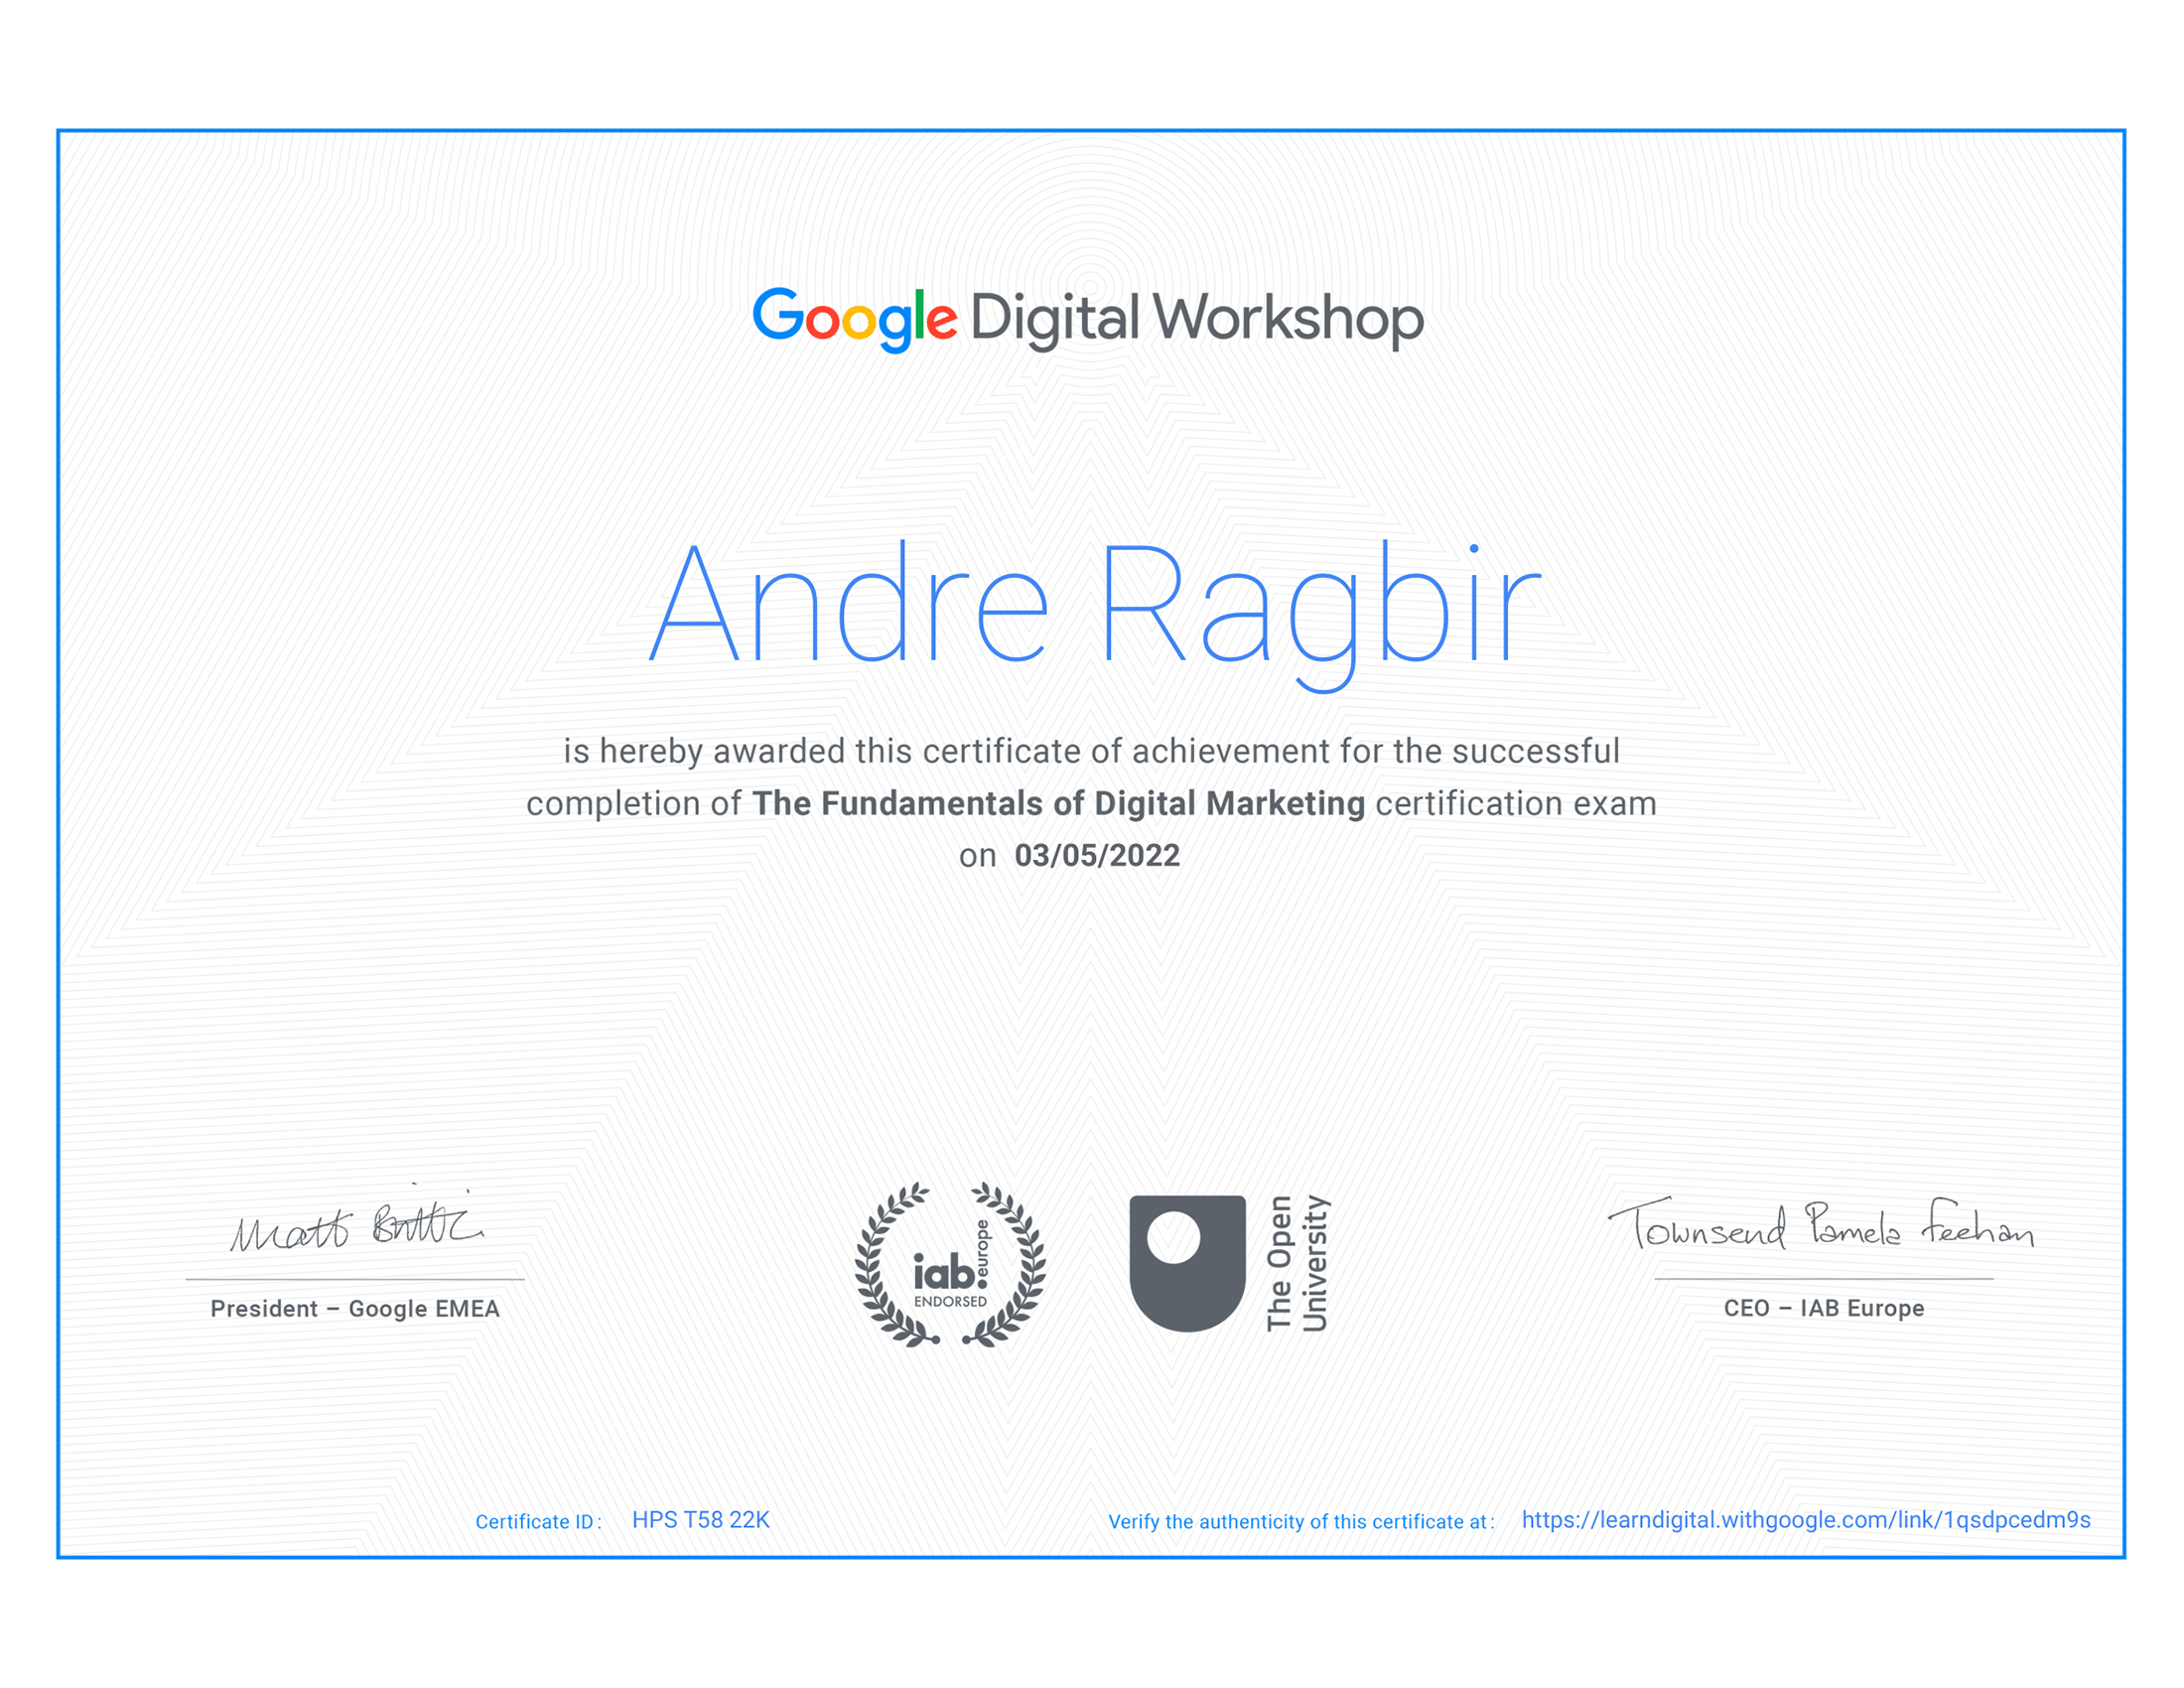 Google Digital Workshop
Andre Ragbir
is hereby awarded this certificate of achievement for the successful
completion of The Fundamentals of Digital Marketing certification exam
on 03/05/2022
Matt Brittin
President – Google EMEA
iab.europe
ENDORSED
The Open
University
Townsend Pamela Feehan
CEO – IAB Europe
Certificate ID: HPS T58 22K
Verify the authenticity of this certificate at: https://learndigital.withgoogle.com/link/1qsdpcedm9s